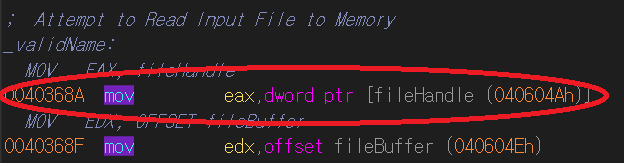 ;  Attempt to Read Input File to Memory
_validName:
MOV EAX, fileHandle
0040368A mov eax,dword ptr [fileHandle (040604Ah)]
MOV EDX, OFFSET fileBuffer
0040368F mov edx,offset fileBuffer (040604Eh)